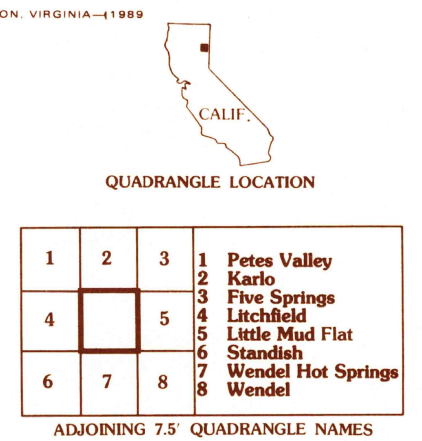 ON, VIRGINIA—1989
CALIF.
QUADRANGLE LOCATION
1 2 3
4 5
6 7 8
1 Petes Valley
2 Karlo
3 Five Springs
4 Litchfield
5 Little Mud Flat
6 Standish
7 Wendel Hot Springs
8 Wendel
ADJOINING 7.5′ QUADRANGLE NAMES